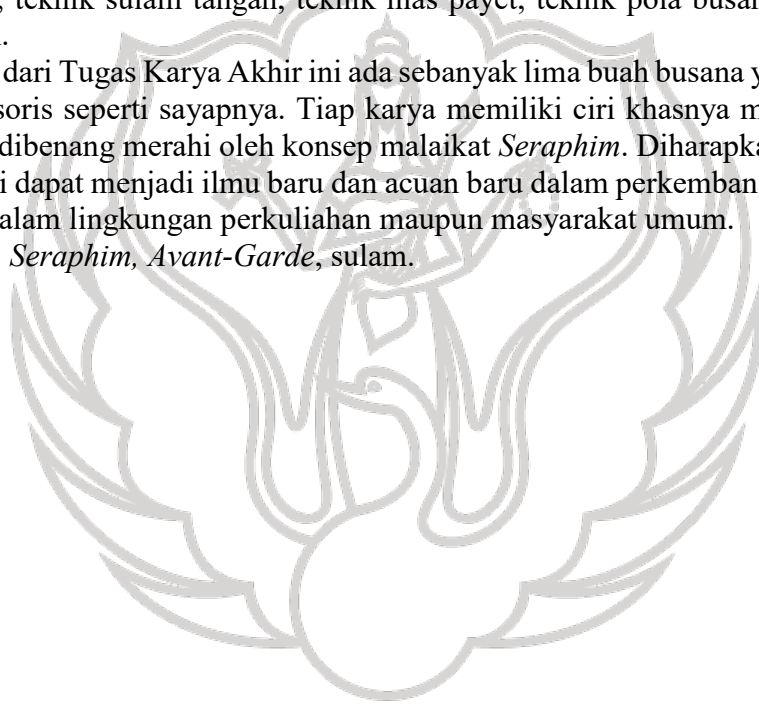 , teknik sulam tangan, teknik hias payet, teknik pola busan
.
dari Tugas Karya Akhir ini ada sebanyak lima buah busana y
soris seperti sayapnya. Tiap karya memiliki ciri khasnya m
dibenang merahi oleh konsep malaikat Seraphim. Diharapka
i dapat menjadi ilmu baru dan acuan baru dalam perkemban
alam lingkungan perkuliahan maupun masyarakat umum.
Seraphim, Avant-Garde, sulam.